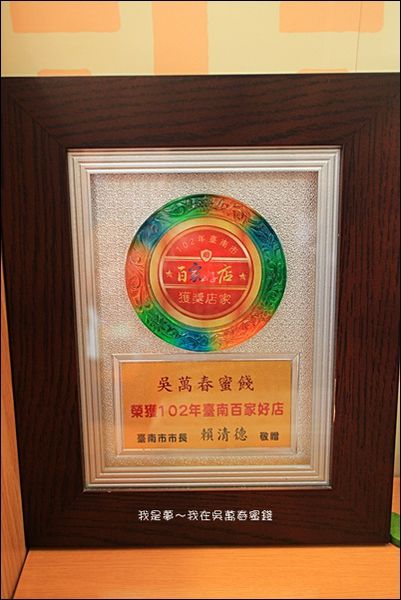 102年臺南市
百家好店
獲獎店家
吳萬春蜜餞
榮獲102年臺南百家好店
臺南市市長 賴清德 敬贈
我是夢～我在吳萬春蜜餞